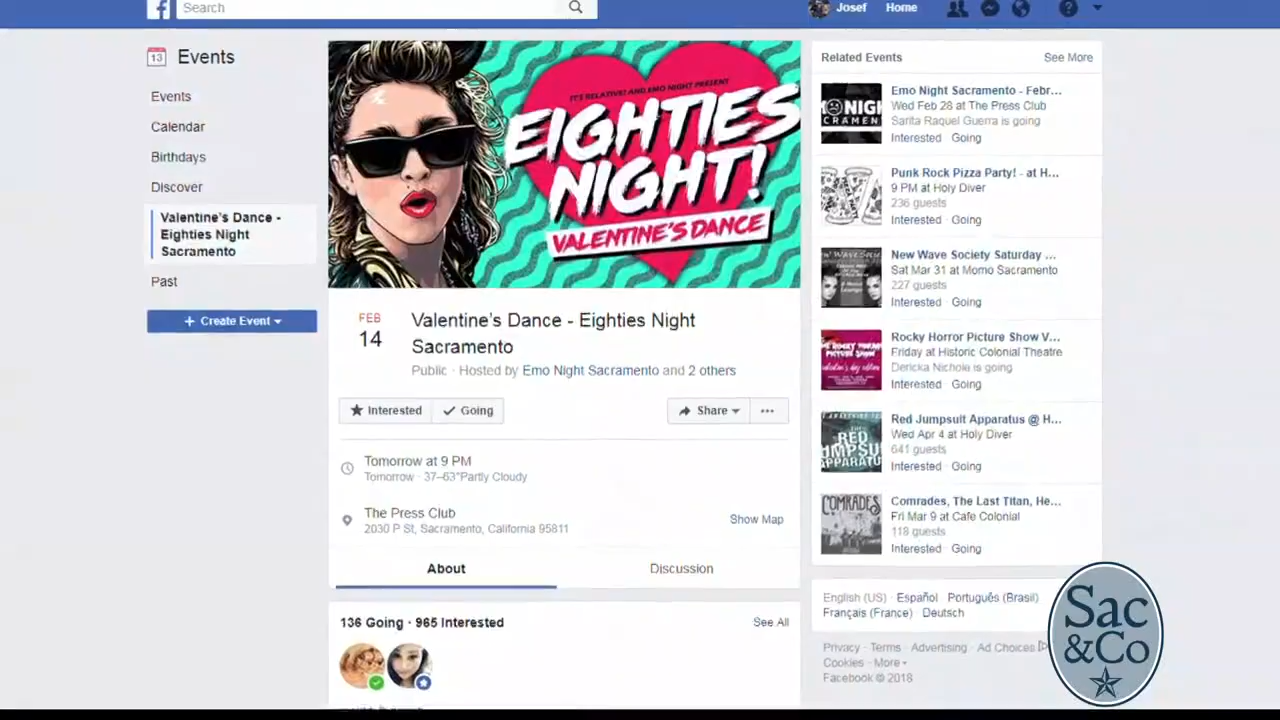 Search
Josef
Home
13
Events
Events
Calendar
Birthdays
Discover
Valentine's Dance -
Eighties Night
Sacramento
Past
+ Create Event
IT'S RELATIVE! AND EMO NIGHT PRESENT
EIGHTIES
NIGHT!
VALENTINE'S DANCE
FEB
14
Valentine's Dance - Eighties Night
Sacramento
Public · Hosted by Emo Night Sacramento and 2 others
Interested
Going
Share
Tomorrow at 9 PM
Tomorrow · 37–63°Partly Cloudy
The Press Club
2030 P St, Sacramento, California 95811
Show Map
About
Discussion
136 Going · 965 Interested
See All
Related Events
See More
Emo Night Sacramento - Febr...
Wed Feb 28 at The Press Club
Sarita Raquel Guerra is going
Interested · Going
Punk Rock Pizza Party! - at H...
9 PM at Holy Diver
236 guests
Interested · Going
New Wave Society Saturday ...
Sat Mar 31 at Momo Sacramento
227 guests
Interested · Going
Rocky Horror Picture Show V...
Friday at Historic Colonial Theatre
Dericka Nichole is going
Interested · Going
THE
RED
JUMPSUIT
APPARATUS
Red Jumpsuit Apparatus @ H...
Wed Apr 4 at Holy Diver
641 guests
Interested · Going
COMRADES
Comrades, The Last Titan, He...
Fri Mar 9 at Cafe Colonial
118 guests
Interested · Going
English (US) · Español · Português (Brasil)
Français (France) · Deutsch
Privacy · Terms · Advertising · Ad Choices
Cookies · More
Facebook © 2018
Sac
&Co